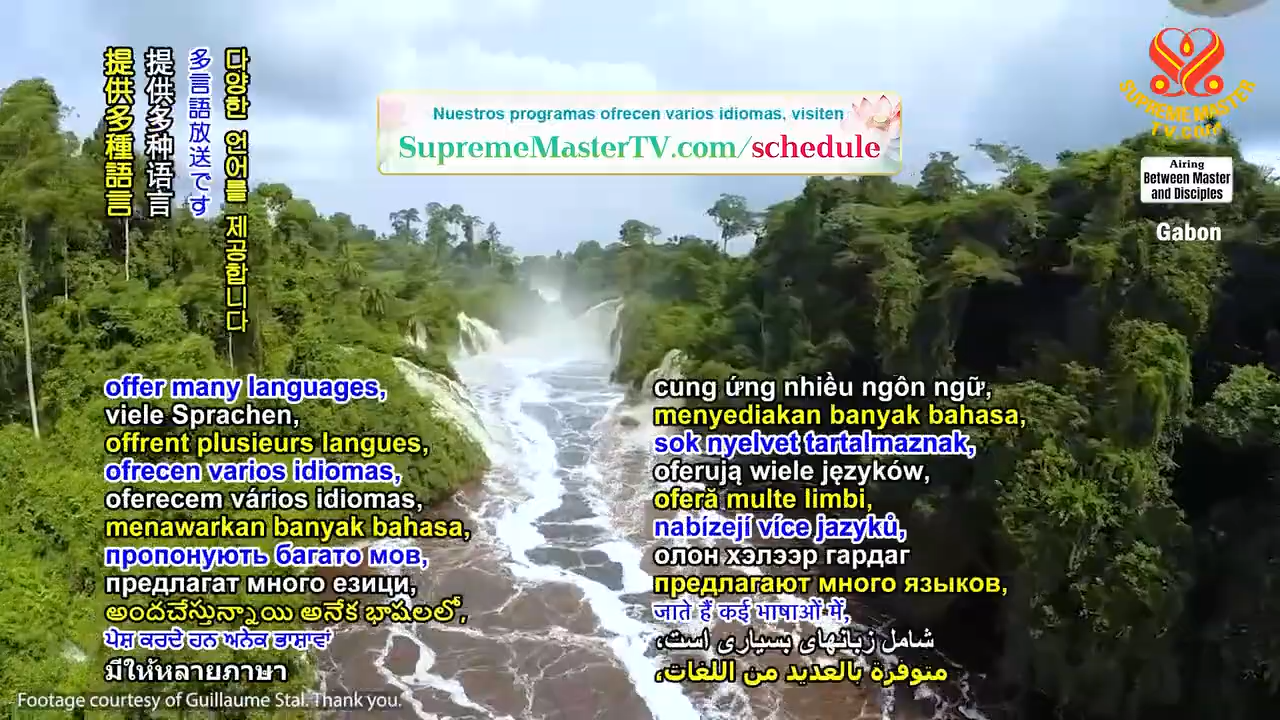 提供多種語言
提供多种语言
多言語放送です
다양한 언어를 제공합니다
Nuestros programas ofrecen varios idiomas, visiten
SupremeMasterTV.com/schedule
SUPREME MASTER
TV.com
Airing
Between Master
and Disciples
Gabon
offer many languages,
viele Sprachen,
offrent plusieurs langues,
ofrecen varios idiomas,
oferecem vários idiomas,
menawarkan banyak bahasa,
пропонують багато мов,
предлагат много езици,
అందచేస్తున్నాయి అనేక భాషలలో,
ਪੇਸ਼ ਕਰਦੇ ਹਨ ਅਨੇਕ ਭਾਸ਼ਾਵਾਂ
มีให้หลายภาษา
cung ứng nhiều ngôn ngữ,
menyediakan banyak bahasa,
sok nyelvet tartalmaznak,
oferują wiele języków,
oferă multe limbi,
nabízejí více jazyků,
олон хэлээр гардаг
предлагают много языков,
जाते हैं कई भाषाओं में,
شامل زبانهای بسیاری است،
متوفرة بالعديد من اللغات،
Footage courtesy of Guillaume Stal. Thank you.